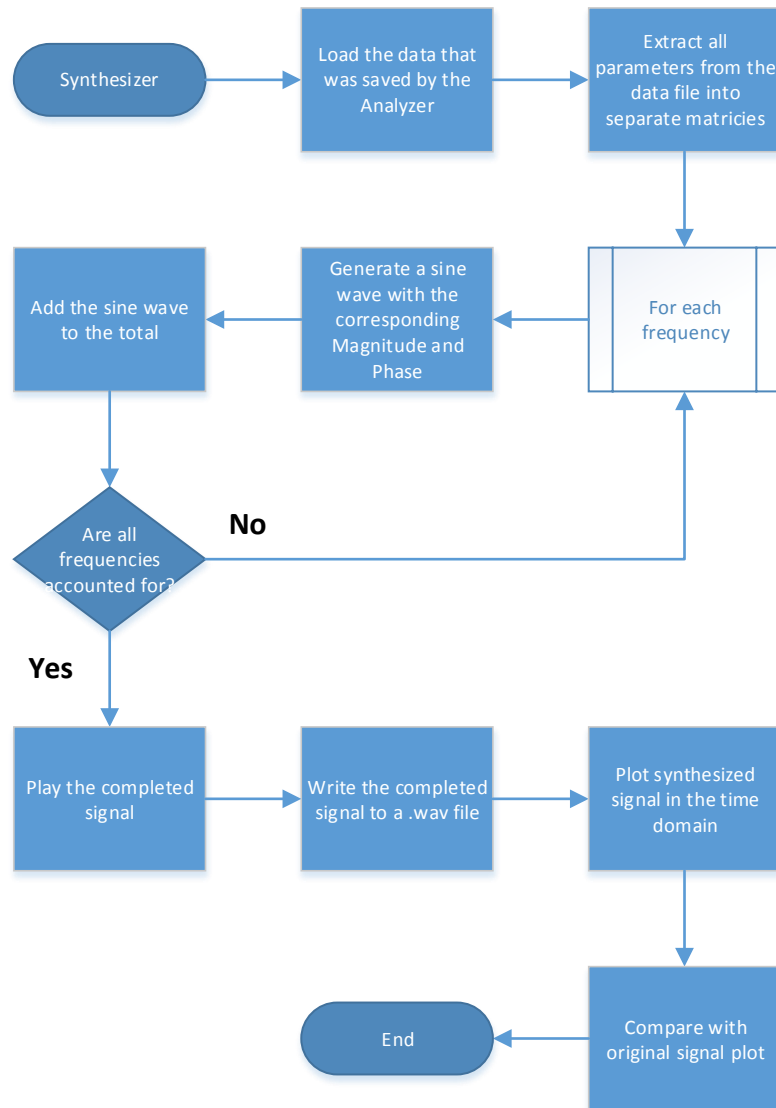 Synthesizer
Load the data that
was saved by the
Analyzer
Extract all
parameters from the
data file into
separate matricies
For each
frequency
Generate a sine
wave with the
corresponding
Magnitude and
Phase
Add the sine wave
to the total
Are all
frequencies
accounted for?
No
Yes
Play the completed
signal
Write the completed
signal to a .wav file
Plot synthesized
signal in the time
domain
Compare with
original signal plot
End